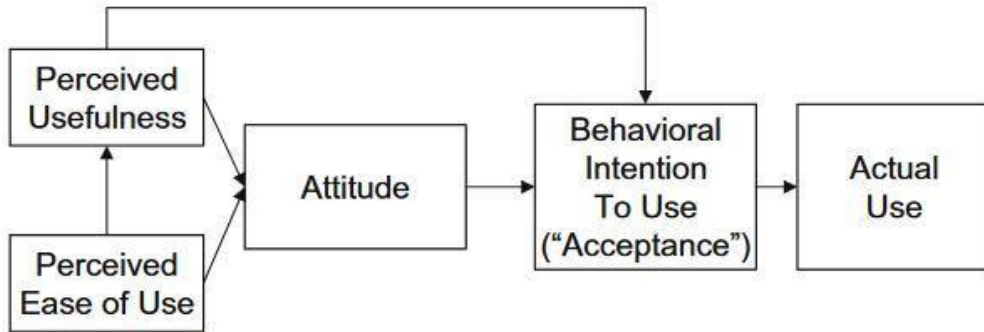 Perceived
Usefulness
Attitude
Behavioral
Intention
To Use
(“Acceptance”)
Actual
Use
Perceived
Ease of Use